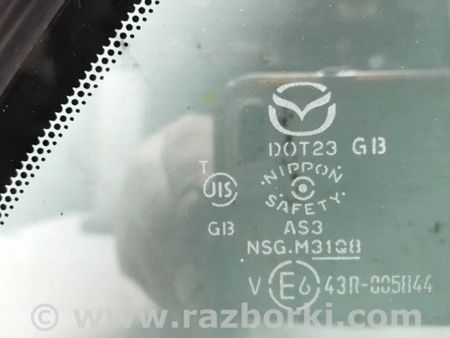 DOT23 GB
NIPPON
SAFETY
T
JIS
GB
AS3
NSG.M31Q8
V E6 43R-005844
© www.razborki.com